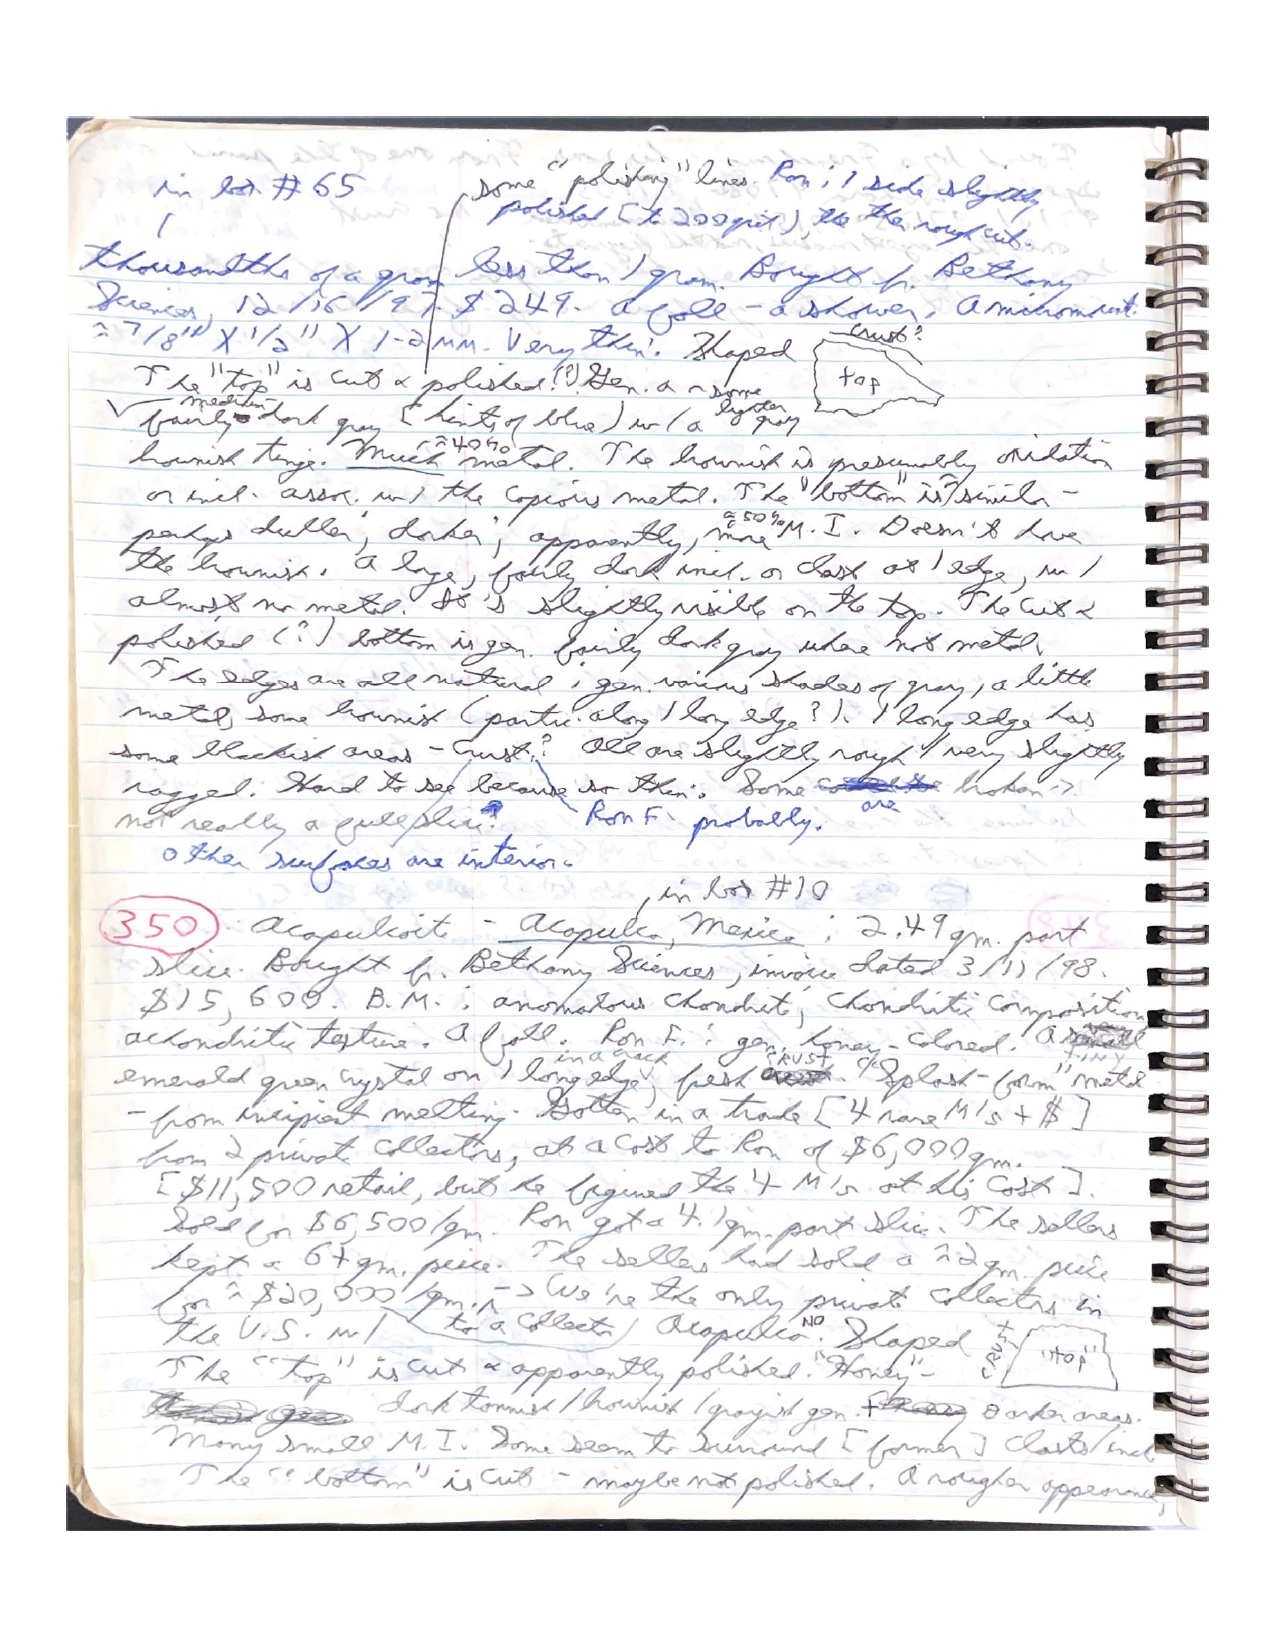 in box #65
some "polishing" lines. Ron: 1 side slightly
polished [to 200 grit], the other rough cut.
thousandths of a gram less than 1 gram. Bought fr. Bethany
Sciences, 12/16/97. $249. A fall - a shower. A micromount.
≈ 7/8" X 1/2" X 1-2 mm. Very thin. Shaped
Crust?
top
The "top" is cut & polished.(?) Gen. a ~ some
medium lighter
fairly dark gray [hints of blue] w/ a gray
≈40%
brownish tinge. Much metal. The brownish is presumably oxidation
or incl. assoc. w/ the copious metal. The "bottom" is similar -
≈50%
perhaps duller; darker; apparently, more M.I. Doesn't have
the brownish. A large, fairly dark incl. or clast at 1 edge, w/
almost no metal. It's slightly visible on the top. The cut &
polished (?) bottom is gen. fairly dark gray where not metal.
The edges are all natural; gen. various shades of gray, a little
metal, some brownish (partic. along 1 long edge?). 1 long edge has
some blackish areas - crust? All are slightly rough/very slightly
ragged. Hard to see because so thin. Some are broken ->
not really a full slice? Ron F. probably.
Other surfaces are interior.
, in box #10
350. Acapulcoite - Acapulco, Mexico; 2.49 gm. part
slice. Bought fr. Bethany Sciences, invoice dated 3/11/98.
$15,600. B.M.: anomalous chondrite; chondritic composition
achondritic texture. A fall. Ron F.: gen. honey-colored. A
TINY
in a crack CRUST
emerald green crystal on 1 long edge, fresh. "Splash-form" metal
- from incipient melting. Gotten in a trade [4 rare M's + $]
from 2 private collectors, at a cost to Ron of $6,000 gm.
[$11,500 retail, but he figured the 4 M's at his cost].
Sold for $6,500/gm. Ron got a 4.1 gm. part slice. The sellers
kept a 6+ gm. piece. The sellers had sold a ≈2 gm. piece
for ≈ $20,000/gm. -> We're the only private collectors in
the U.S. w/ to a collector Acapulco. NO Shaped
CRUST
"top"
The "top" is cut & apparently polished. "Honey"-
dark tannish/brownish/grayish gen. + darker areas.
Many small M.I. Some seem to surround [former] clasts/incl.
The "bottom" is cut - maybe not polished. A rougher appearance,